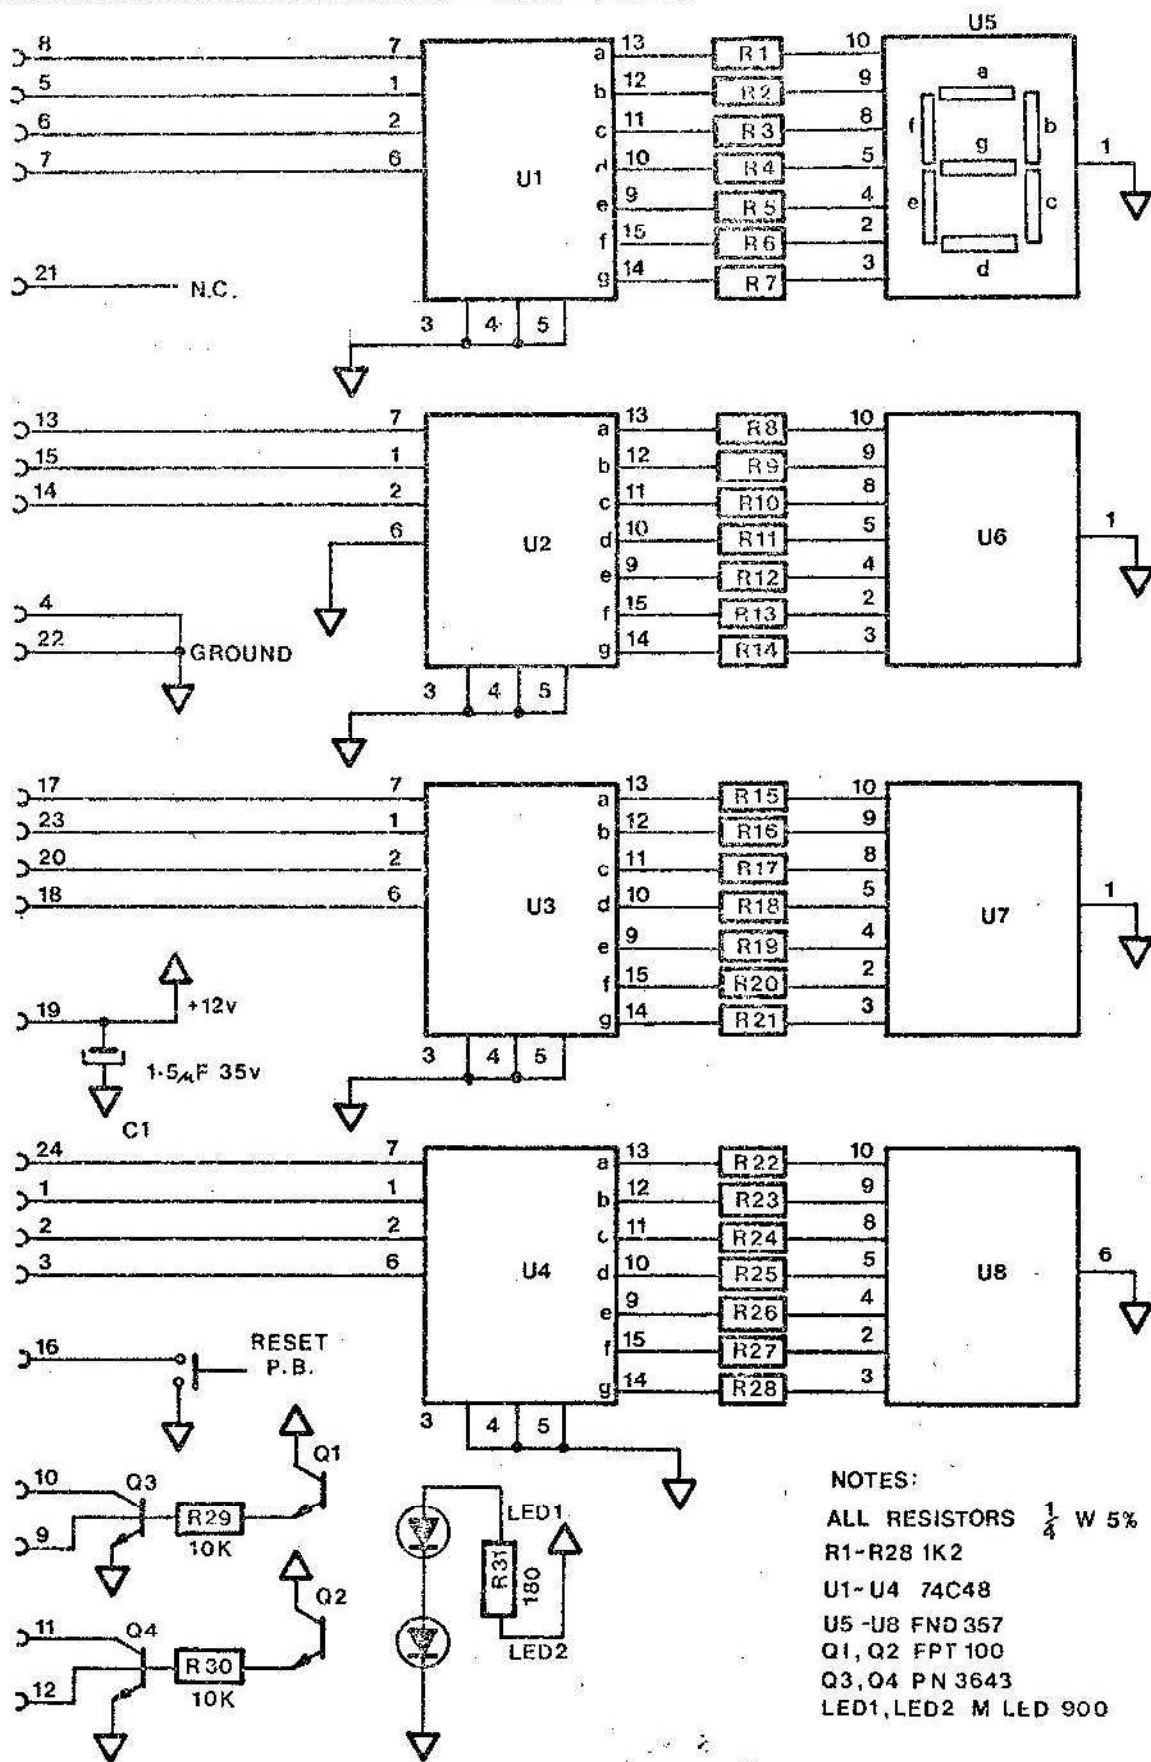 U5
8 7 a 13 R1 10
5 1 b 12 R2 9
6 2 c 11 R3 8
7 6 d 10 R4 5
U1
e 9 R5 4
f 15 R6 2
g 14 R7 3
a
f b
g
e c
d
1
21 N.C.
3 4 5
13 7 a 13 R8 10
15 1 b 12 R9 9
14 2 c 11 R10 8
6 U2 d 10 R11 5 U6 1
e 9 R12 4
4 f 15 R13 2
22 GROUND g 14 R14 3
3 4 5
17 7 a 13 R15 10
23 1 b 12 R16 9
20 2 c 11 R17 8
18 6 U3 d 10 R18 5 U7 1
e 9 R19 4
f 15 R20 2
19 +12v g 14 R21 3
3 4 5
1.5µF 35v
C1
24 7 a 13 R22 10
1 1 b 12 R23 9
2 2 c 11 R24 8
3 6 U4 d 10 R25 5 U8 6
e 9 R26 4
16 RESET f 15 R27 2
P.B.
g 14 R28 3
3 4 5
Q1
10 Q3
R29
9 10K
LED1
R31 180
LED2
Q2
11 Q4
R30
12 10K
NOTES:
ALL RESISTORS 1/4 W 5%
R1-R28 1K2
U1-U4 74C48
U5-U8 FND 357
Q1, Q2 FPT 100
Q3, Q4 PN 3643
LED1, LED2 M LED 900